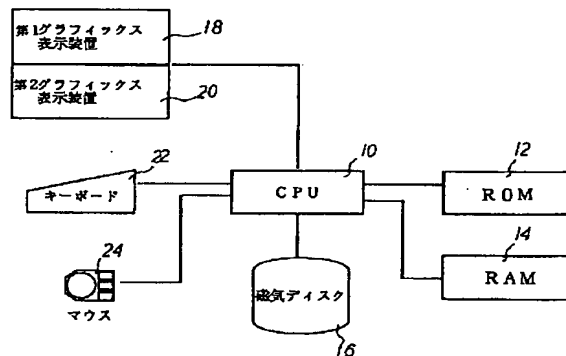 第1グラフィックス
表示装置
18
第2グラフィックス
表示装置
20
22
キーボード
10
CPU
12
ROM
14
RAM
24
マウス
磁気ディスク
16